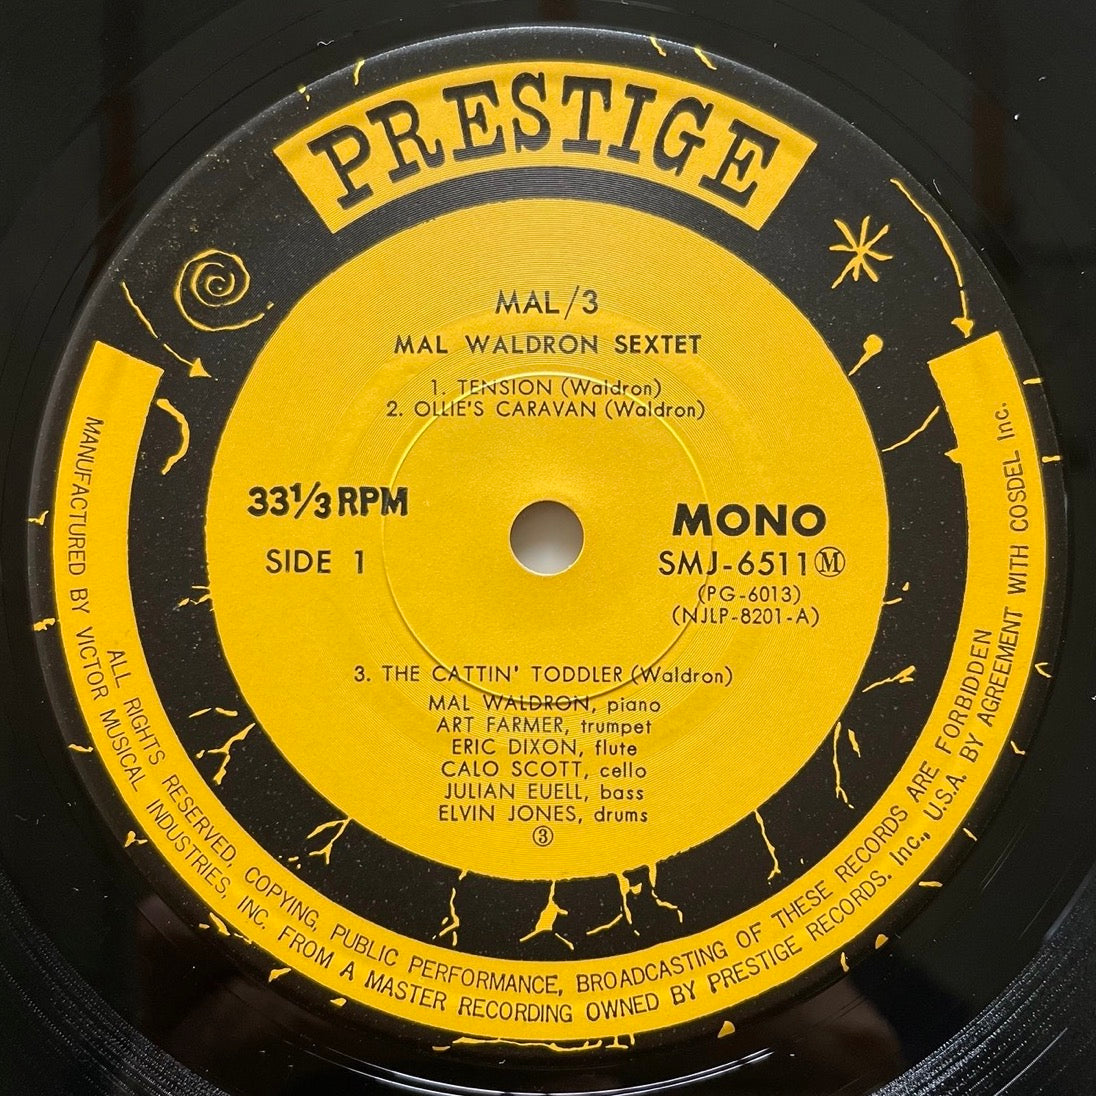 PRESTIGE
MAL/3
MAL WALDRON SEXTET
1. TENSION (Waldron)
2. OLLIE'S CARAVAN (Waldron)
33 1/3 RPM
SIDE 1
MONO
SMJ-6511 Ⓜ
(PG-6013)
(NJLP-8201-A)
3. THE CATTIN' TODDLER (Waldron)
MAL WALDRON, piano
ART FARMER, trumpet
ERIC DIXON, flute
CALO SCOTT, cello
JULIAN EUELL, bass
ELVIN JONES, drums
③
ALL RIGHTS RESERVED, COPYING, PUBLIC PERFORMANCE, BROADCASTING OF THESE RECORDS ARE FORBIDDEN
MANUFACTURED BY VICTOR MUSICAL INDUSTRIES, INC. FROM A MASTER RECORDING OWNED BY PRESTIGE RECORDS. Inc., U.S.A. BY AGREEMENT WITH COSDEL Inc.